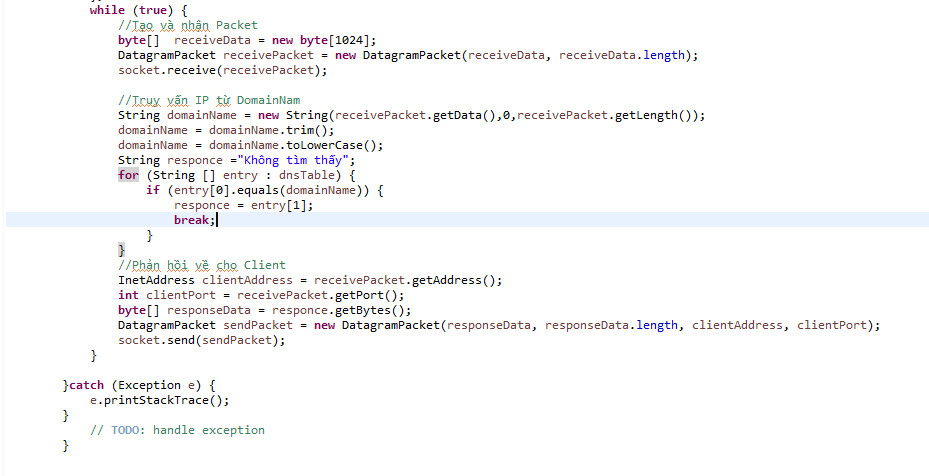 while (true) {
//Tạo và nhận Packet
byte[]  receiveData = new byte[1024];
DatagramPacket receivePacket = new DatagramPacket(receiveData, receiveData.length);
socket.receive(receivePacket);
//Truy vấn IP từ DomainNam
String domainName = new String(receivePacket.getData(),0,receivePacket.getLength());
domainName = domainName.trim();
domainName = domainName.toLowerCase();
String responce ="Không tìm thấy";
for (String [] entry : dnsTable) {
if (entry[0].equals(domainName)) {
responce = entry[1];
break;
}
}
//Phản hồi về cho Client
InetAddress clientAddress = receivePacket.getAddress();
int clientPort = receivePacket.getPort();
byte[] responseData = responce.getBytes();
DatagramPacket sendPacket = new DatagramPacket(responseData, responseData.length, clientAddress, clientPort);
socket.send(sendPacket);
}
}catch (Exception e) {
e.printStackTrace();
}
// TODO: handle exception
}